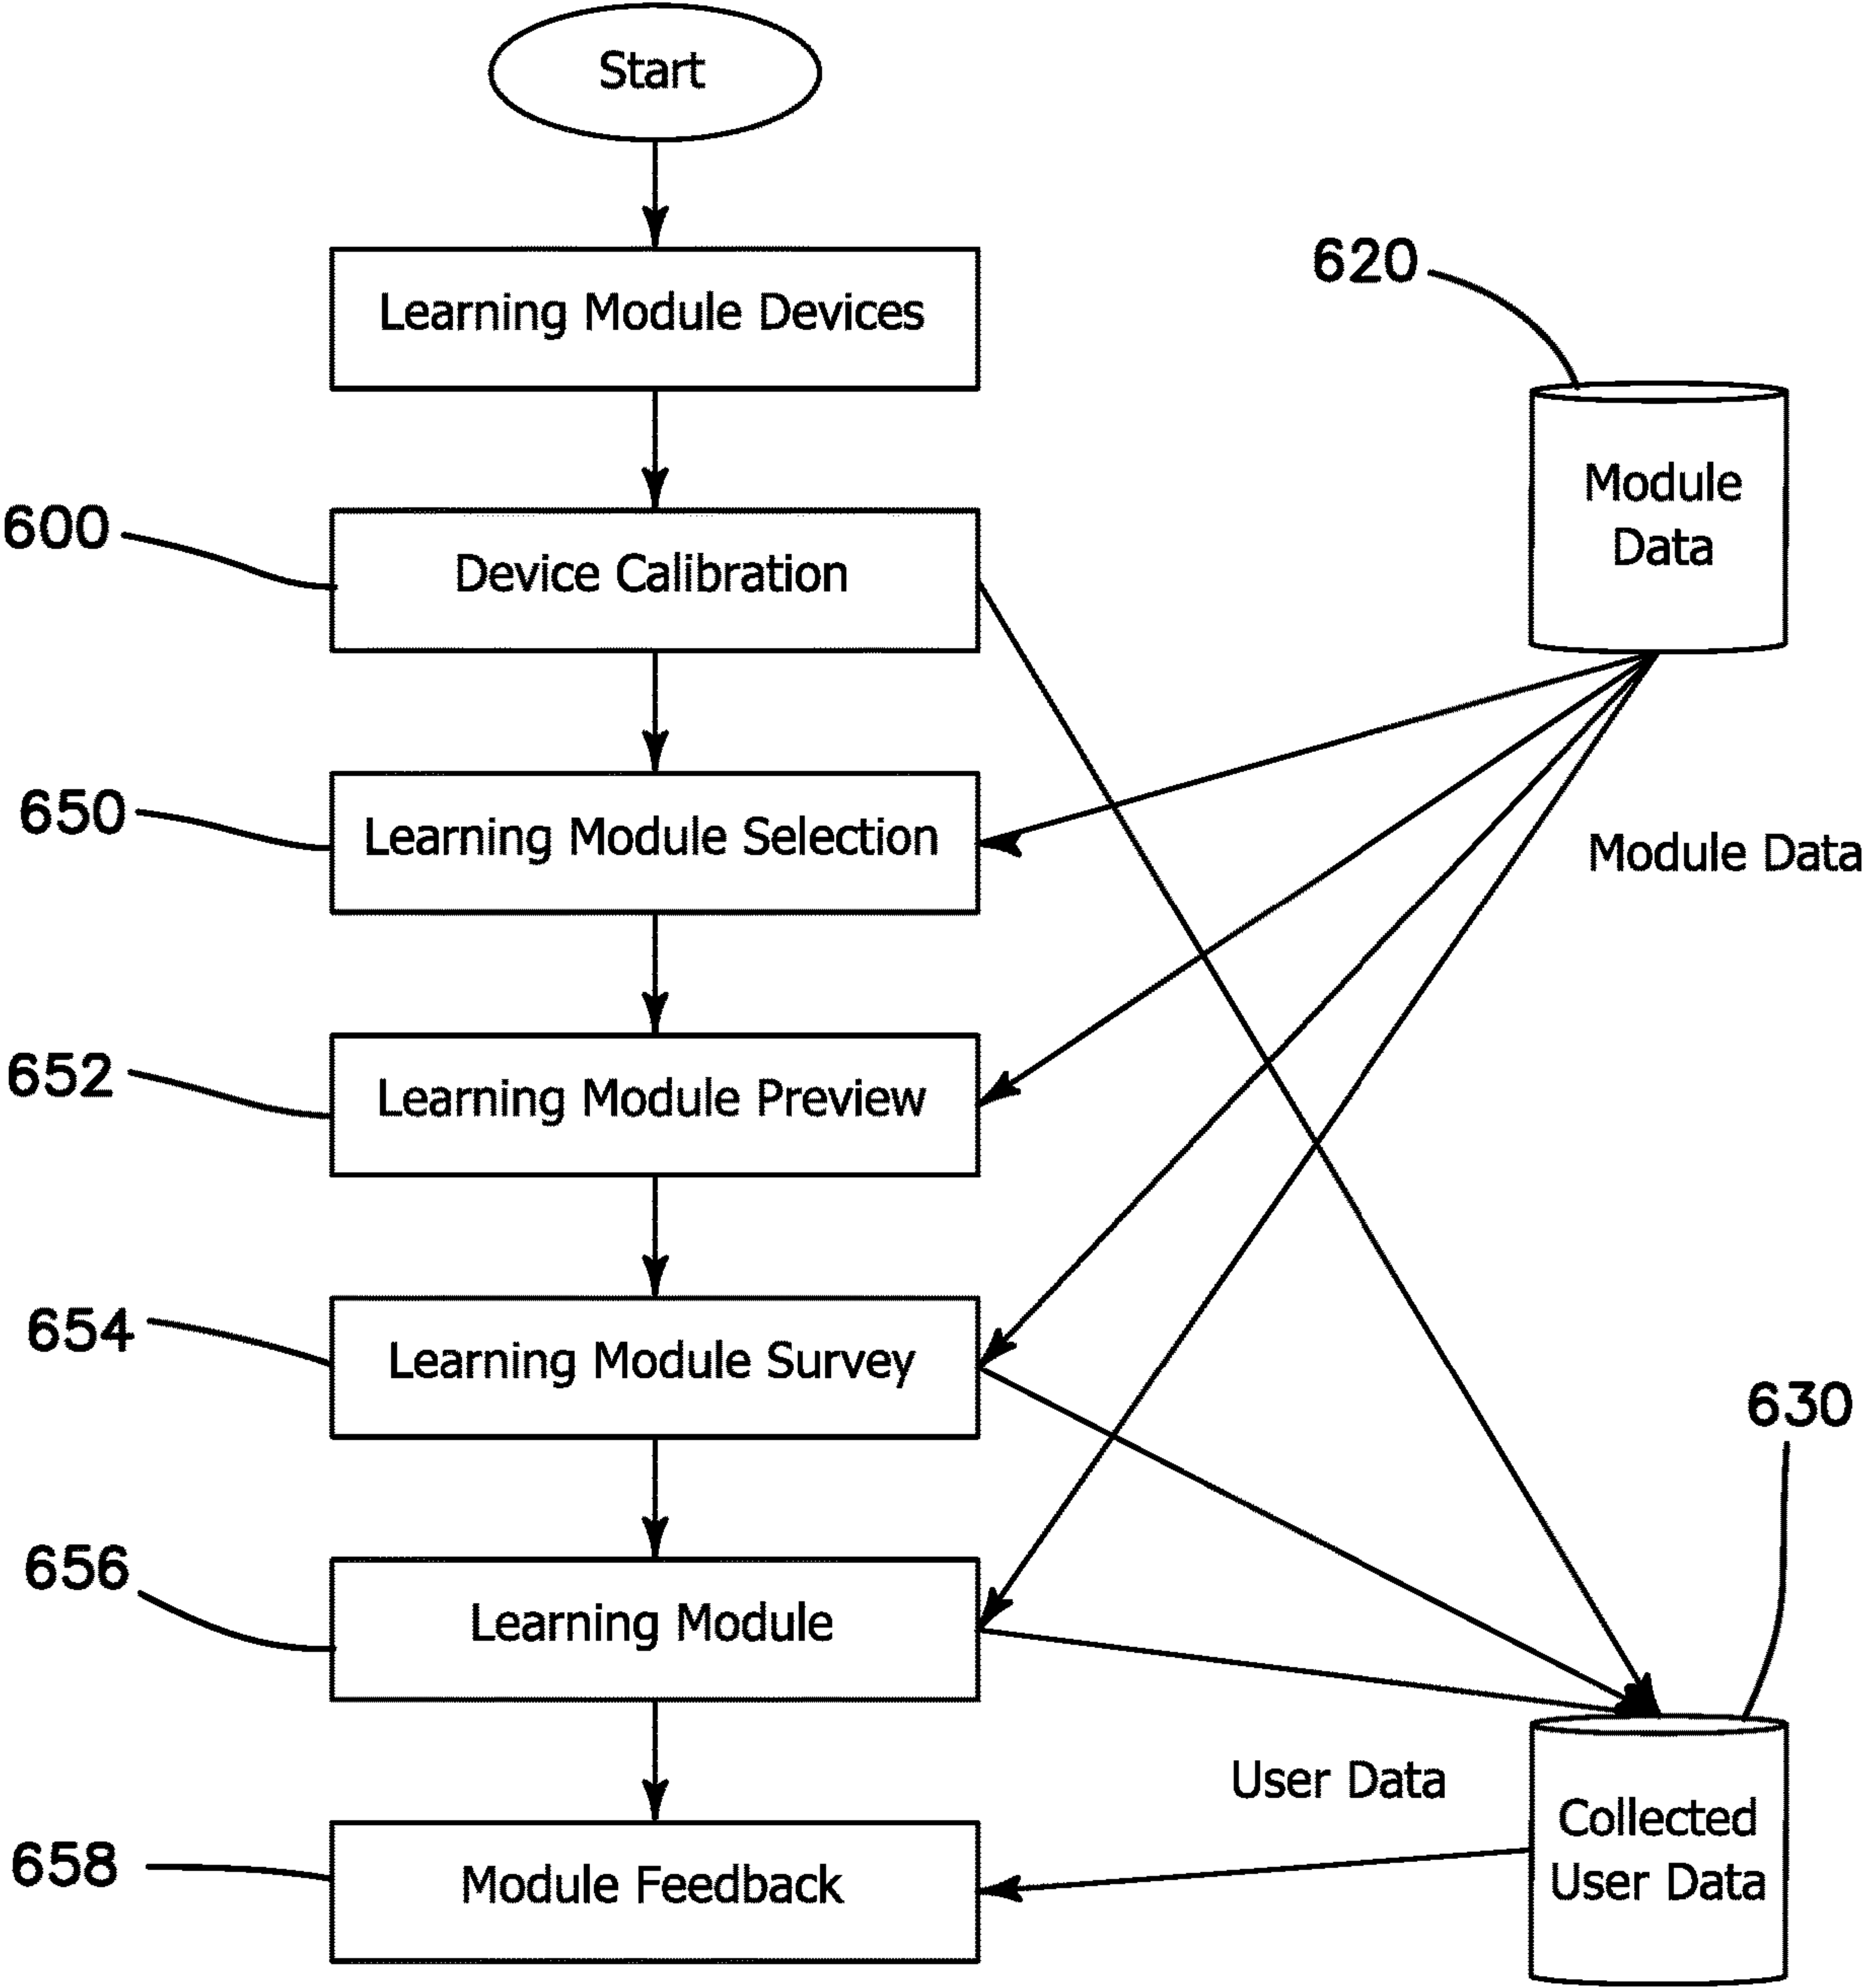 Start
Learning Module Devices
620
Module
Data
600
Device Calibration
650
Learning Module Selection
Module Data
652
Learning Module Preview
654
Learning Module Survey
630
656
Learning Module
User Data
Collected
User Data
658
Module Feedback